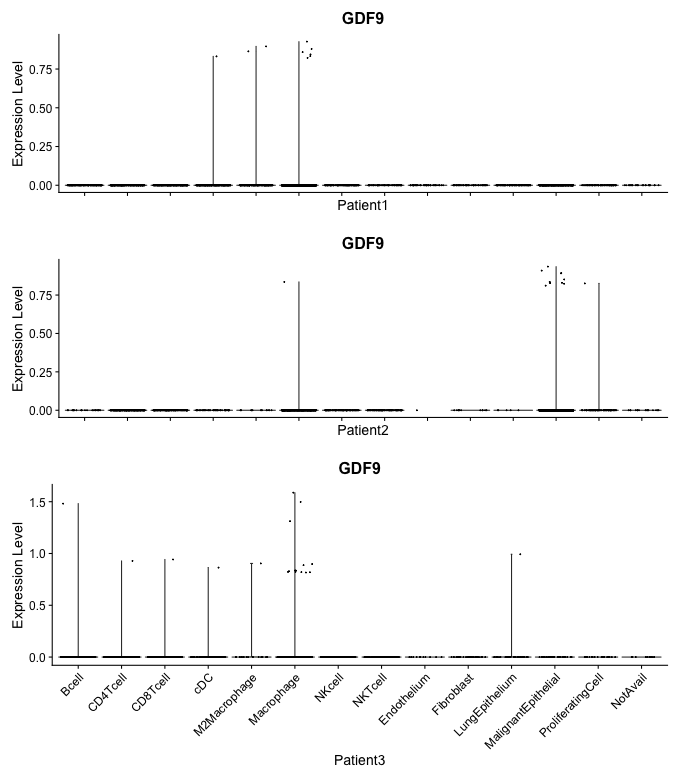 GDF9
Expression Level
0.75
0.50
0.25
0.00
Patient1
GDF9
Expression Level
0.75
0.50
0.25
0.00
Patient2
GDF9
Expression Level
1.5
1.0
0.5
0.0
Bcell
CD4Tcell
CD8Tcell
cDC
M2Macrophage
Macrophage
NKcell
NKTcell
Endothelium
Fibroblast
LungEpithelium
MalignantEpithelial
ProliferatingCell
NotAvail
Patient3